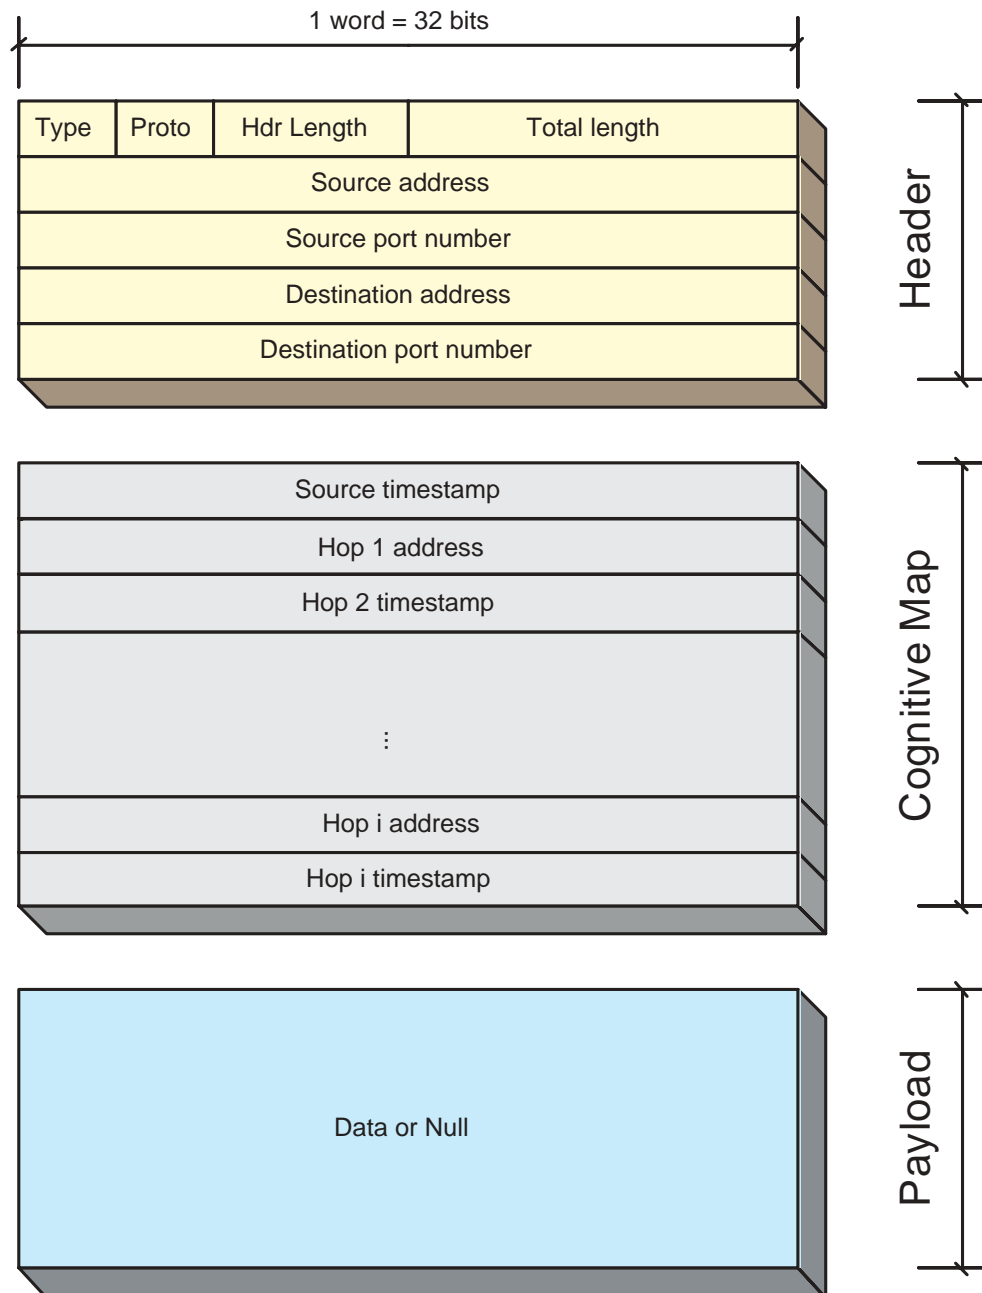 1 word = 32 bits
Type Proto Hdr Length Total length
Source address
Source port number
Destination address
Destination port number
Header
Source timestamp
Hop 1 address
Hop 2 timestamp
...
Hop i address
Hop i timestamp
Cognitive Map
Data or Null
Payload